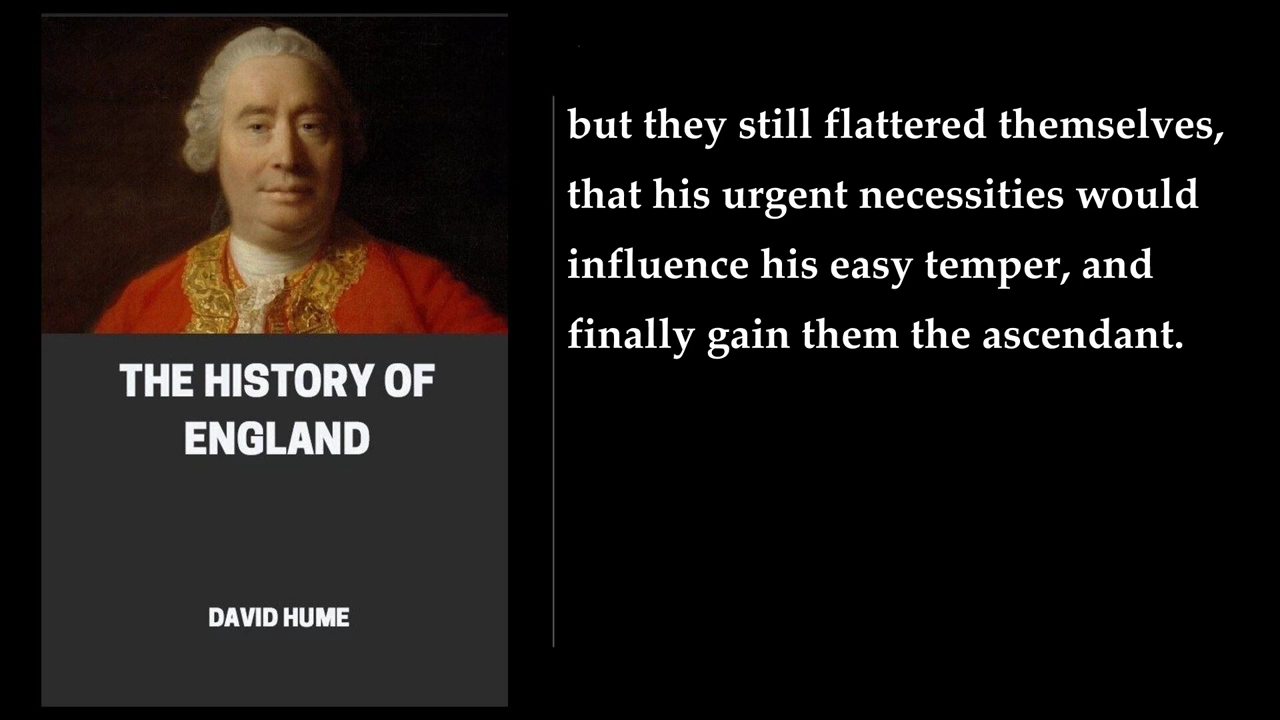 THE HISTORY OF
ENGLAND
DAVID HUME
but they still flattered themselves,
that his urgent necessities would
influence his easy temper, and
finally gain them the ascendant.